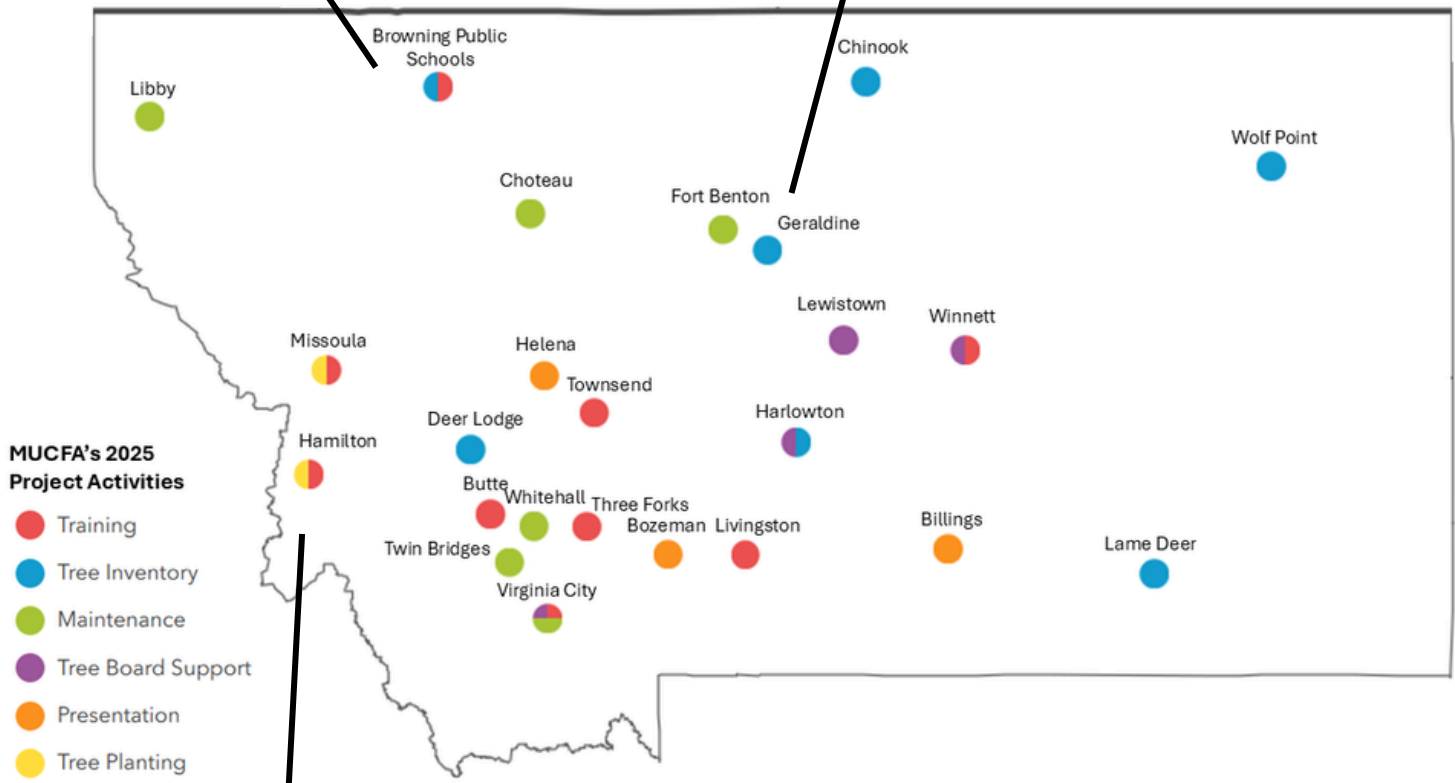 Browning Public
Schools
Chinook
Libby
Wolf Point
Choteau
Fort Benton
Geraldine
Lewistown
Winnett
Missoula
Helena
Townsend
Harlowton
Deer Lodge
Hamilton
MUCFA's 2025
Project Activities
Butte
Whitehall
Three Forks
Bozeman
Livingston
Billings
Training
Twin Bridges
Lame Deer
Tree Inventory
Virginia City
Maintenance
Tree Board Support
Presentation
Tree Planting